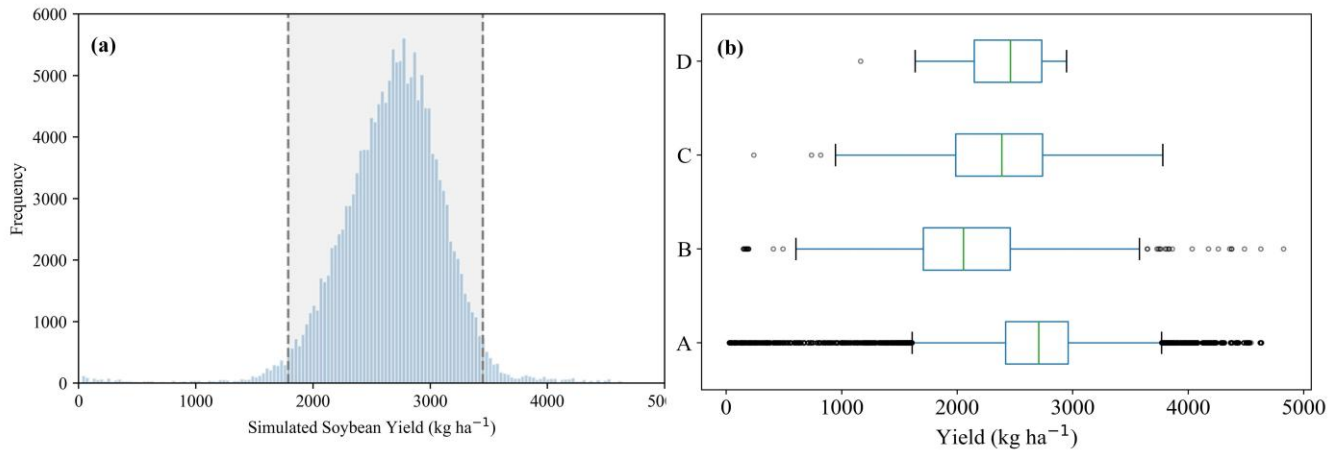 (a)
6000
5000
4000
3000
2000
1000
0
Frequency
0 1000 2000 3000 4000 500
Simulated Soybean Yield (kg ha⁻¹)
(b)
D
C
B
A
0 1000 2000 3000 4000 5000
Yield (kg ha⁻¹)